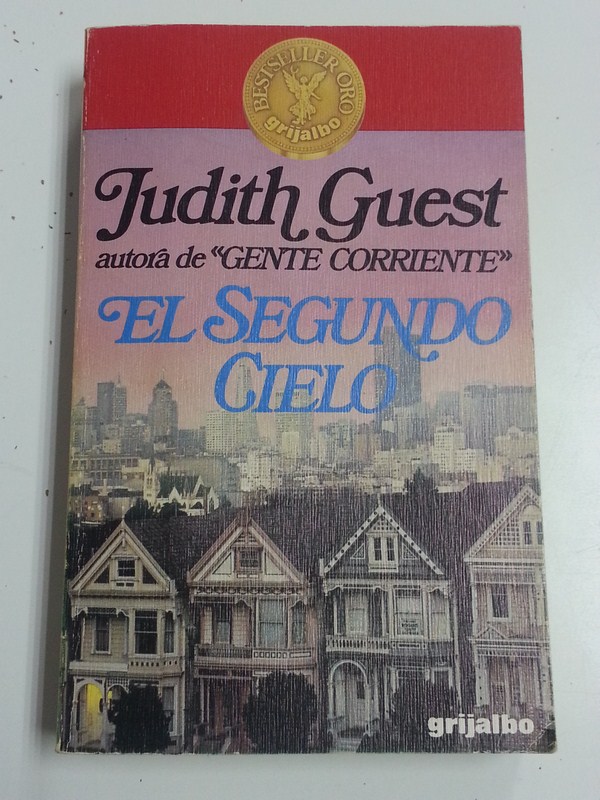 BESTSELLER ORO
grijalbo
Judith Guest
autora de «GENTE CORRIENTE»
EL SEGUNDO
CIELO
grijalbo